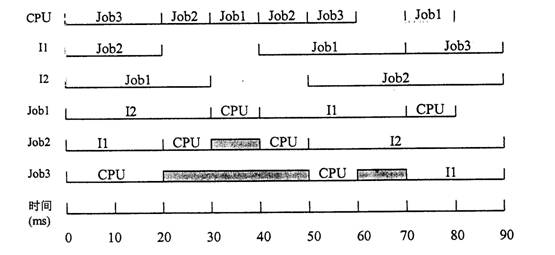 CPU Job3 Job2 Job1 Job2 Job3 Job1
I1 Job2 Job1 Job3
I2 Job1 Job2
Job1 I2 CPU I1 CPU
Job2 I1 CPU CPU I2
Job3 CPU CPU I1
时间
(ms)
0 10 20 30 40 50 60 70 80 90